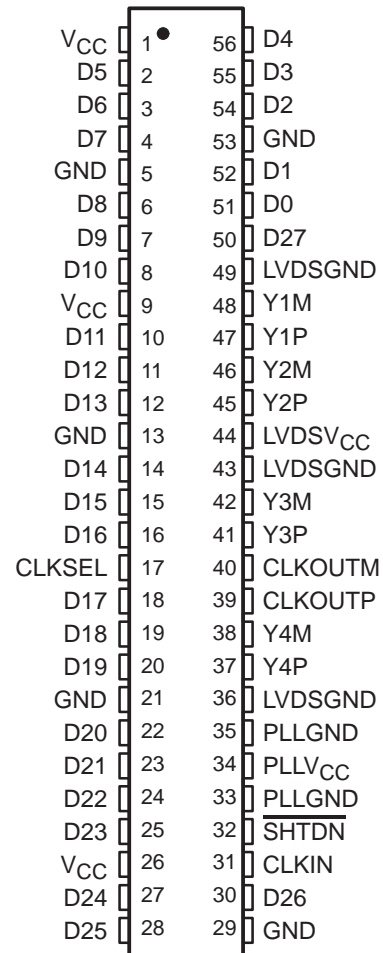 VCC 1 56 D4
D5 2 55 D3
D6 3 54 D2
D7 4 53 GND
GND 5 52 D1
D8 6 51 D0
D9 7 50 D27
D10 8 49 LVDSGND
VCC 9 48 Y1M
D11 10 47 Y1P
D12 11 46 Y2M
D13 12 45 Y2P
GND 13 44 LVDSVCC
D14 14 43 LVDSGND
D15 15 42 Y3M
D16 16 41 Y3P
CLKSEL 17 40 CLKOUTM
D17 18 39 CLKOUTP
D18 19 38 Y4M
D19 20 37 Y4P
GND 21 36 LVDSGND
D20 22 35 PLLGND
D21 23 34 PLLVCC
D22 24 33 PLLGND
D23 25 32 SHTDN
VCC 26 31 CLKIN
D24 27 30 D26
D25 28 29 GND